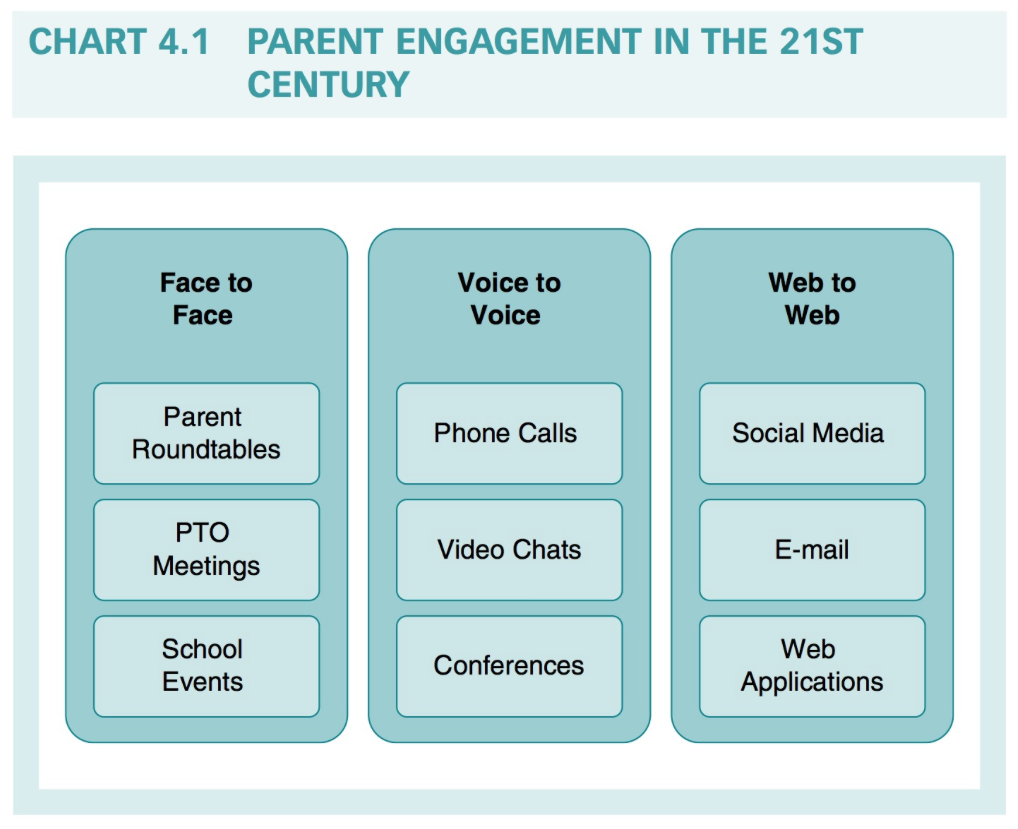 CHART 4.1 PARENT ENGAGEMENT IN THE 21ST
CENTURY
Face to
Face
Parent
Roundtables
PTO
Meetings
School
Events
Voice to
Voice
Phone Calls
Video Chats
Conferences
Web to
Web
Social Media
E-mail
Web
Applications